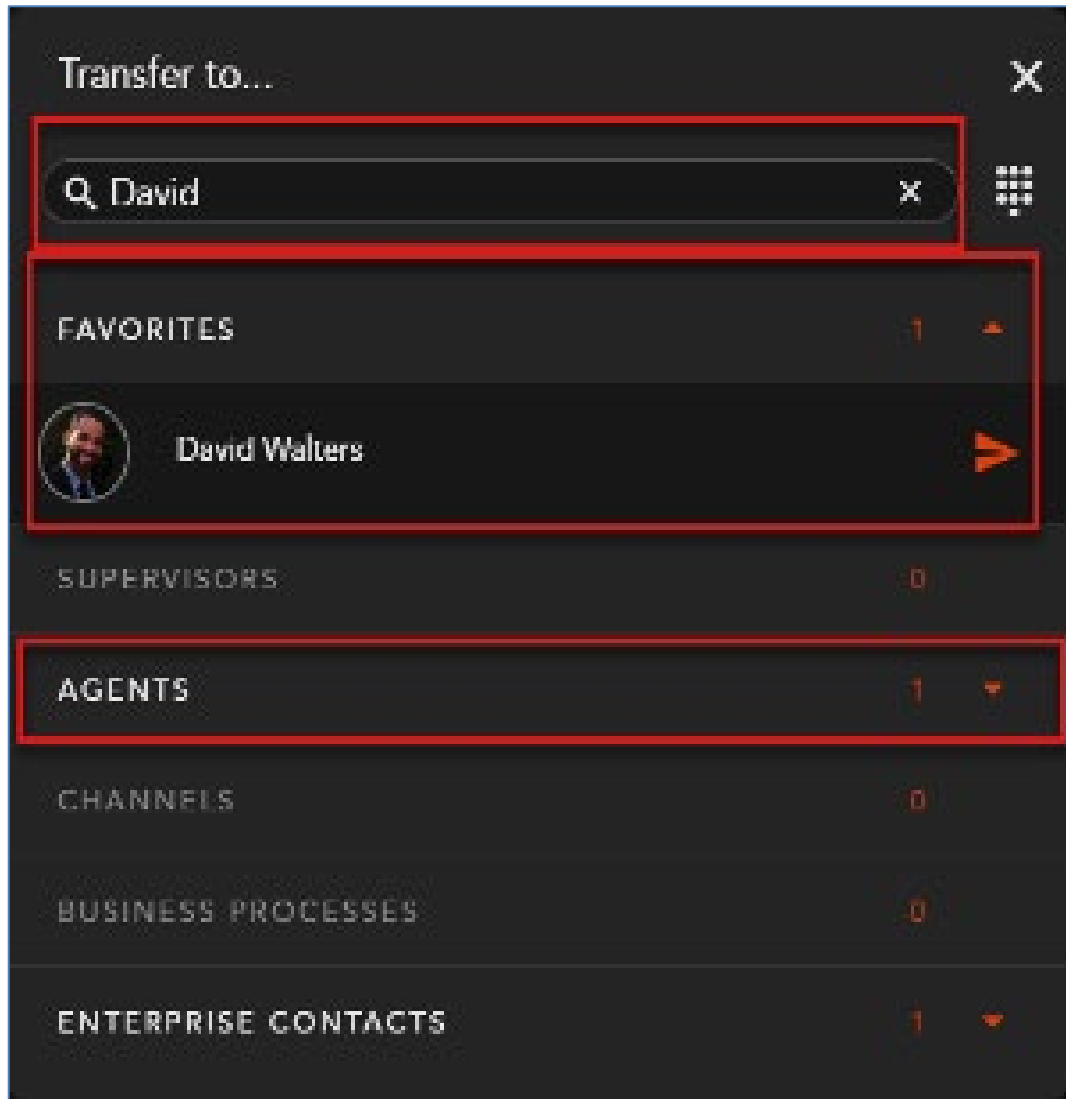 Transfer to...
David
FAVORITES 1
David Walters
SUPERVISORS 0
AGENTS 1
CHANNELS 0
BUSINESS PROCESSES 0
ENTERPRISE CONTACTS 1